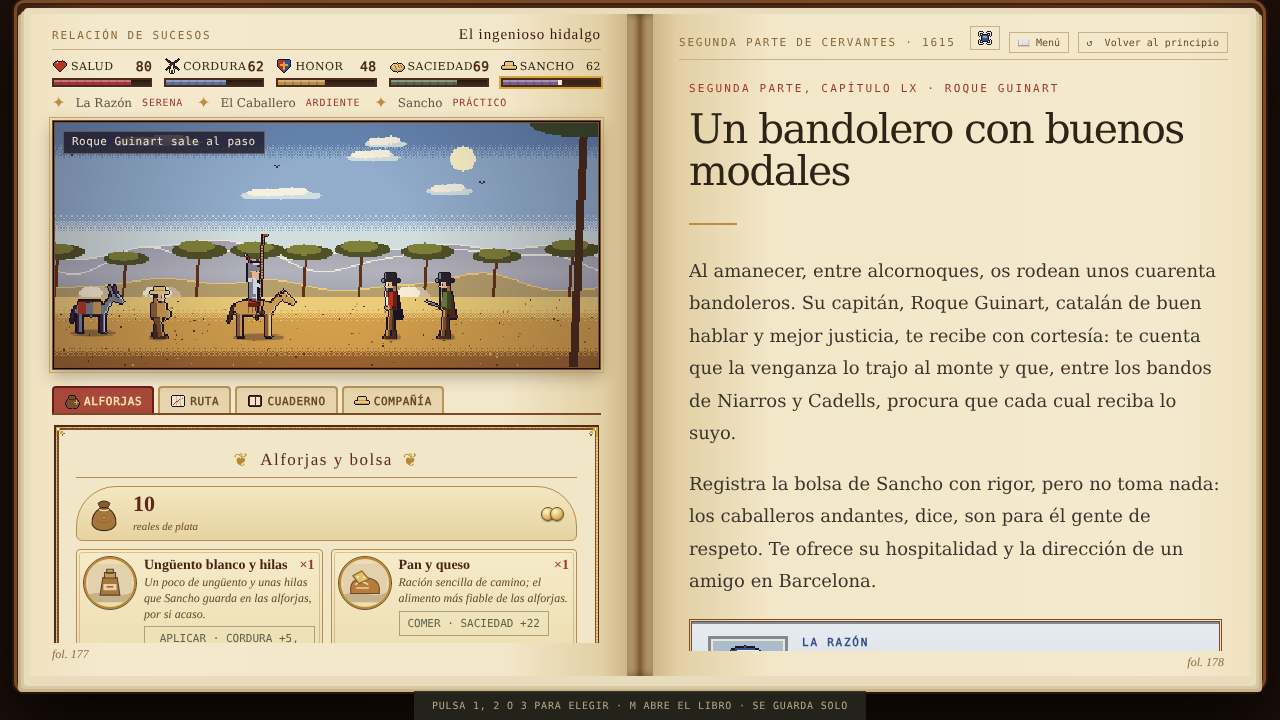 RELACIÓN DE SUCESOS
El ingenioso hidalgo
SALUD 80
CORDURA 62
HONOR 48
SACIEDAD 69
SANCHO 62
La Razón SERENA
El Caballero ARDIENTE
Sancho PRÁCTICO
Roque Guinart sale al paso
ALFORJAS
RUTA
CUADERNO
COMPAÑÍA
Alforjas y bolsa
10
reales de plata
Ungüento blanco y hilas ×1
Un poco de ungüento y unas hilas
que Sancho guarda en las alforjas,
por si acaso.
APLICAR · CORDURA +5,
Pan y queso ×1
Ración sencilla de camino; el
alimento más fiable de las alforjas.
COMER · SACIEDAD +22
fol. 177
SEGUNDA PARTE DE CERVANTES · 1615
Menú
↺ Volver al principio
SEGUNDA PARTE, CAPÍTULO LX · ROQUE GUINART
Un bandolero con buenos
modales
Al amanecer, entre alcornoques, os rodean unos cuarenta
bandoleros. Su capitán, Roque Guinart, catalán de buen
hablar y mejor justicia, te recibe con cortesía: te cuenta
que la venganza lo trajo al monte y que, entre los bandos
de Niarros y Cadells, procura que cada cual reciba lo
suyo.
Registra la bolsa de Sancho con rigor, pero no toma nada:
los caballeros andantes, dice, son para él gente de
respeto. Te ofrece su hospitalidad y la dirección de un
amigo en Barcelona.
LA RAZÓN
fol. 178
PULSA 1, 2 O 3 PARA ELEGIR · M ABRE EL LIBRO · SE GUARDA SOLO